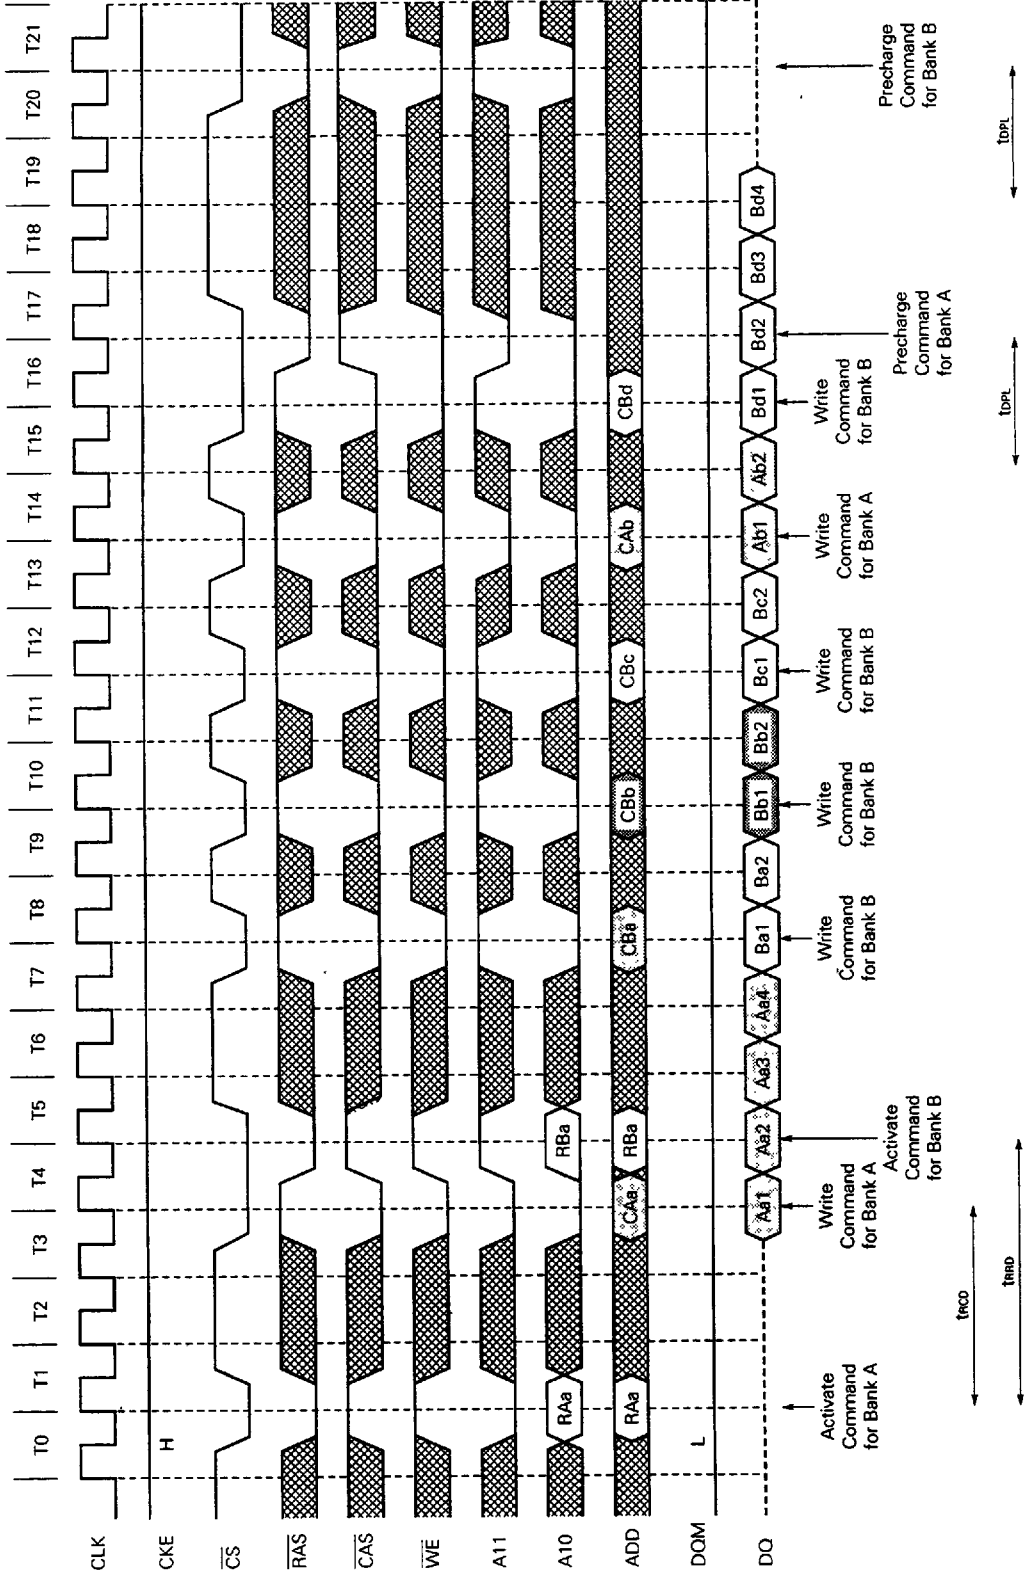 T0 T1 T2 T3 T4 T5 T6 T7 T8 T9 T10 T11 T12 T13 T14 T15 T16 T17 T18 T19 T20 T21
CLK
CKE H
CS
RAS
CAS
WE
A11
A10 RAa RBa
ADD RAa CAa RBa CBa CBb CBc CAb CBd
DQM L
DQ Aa1 Aa2 Aa3 Aa4 Ba1 Ba2 Bb1 Bb2 Bc1 Bc2 Ab1 Ab2 Bd1 Bd2 Bd3 Bd4
Activate
Command
for Bank A
Write
Command
for Bank A
Activate
Command
for Bank B
Write
Command
for Bank B
Write
Command
for Bank B
Write
Command
for Bank B
Write
Command
for Bank A
Write
Command
for Bank B
Precharge
Command
for Bank A
Precharge
Command
for Bank B
tRCD
tRRD
tDPL
tDPL